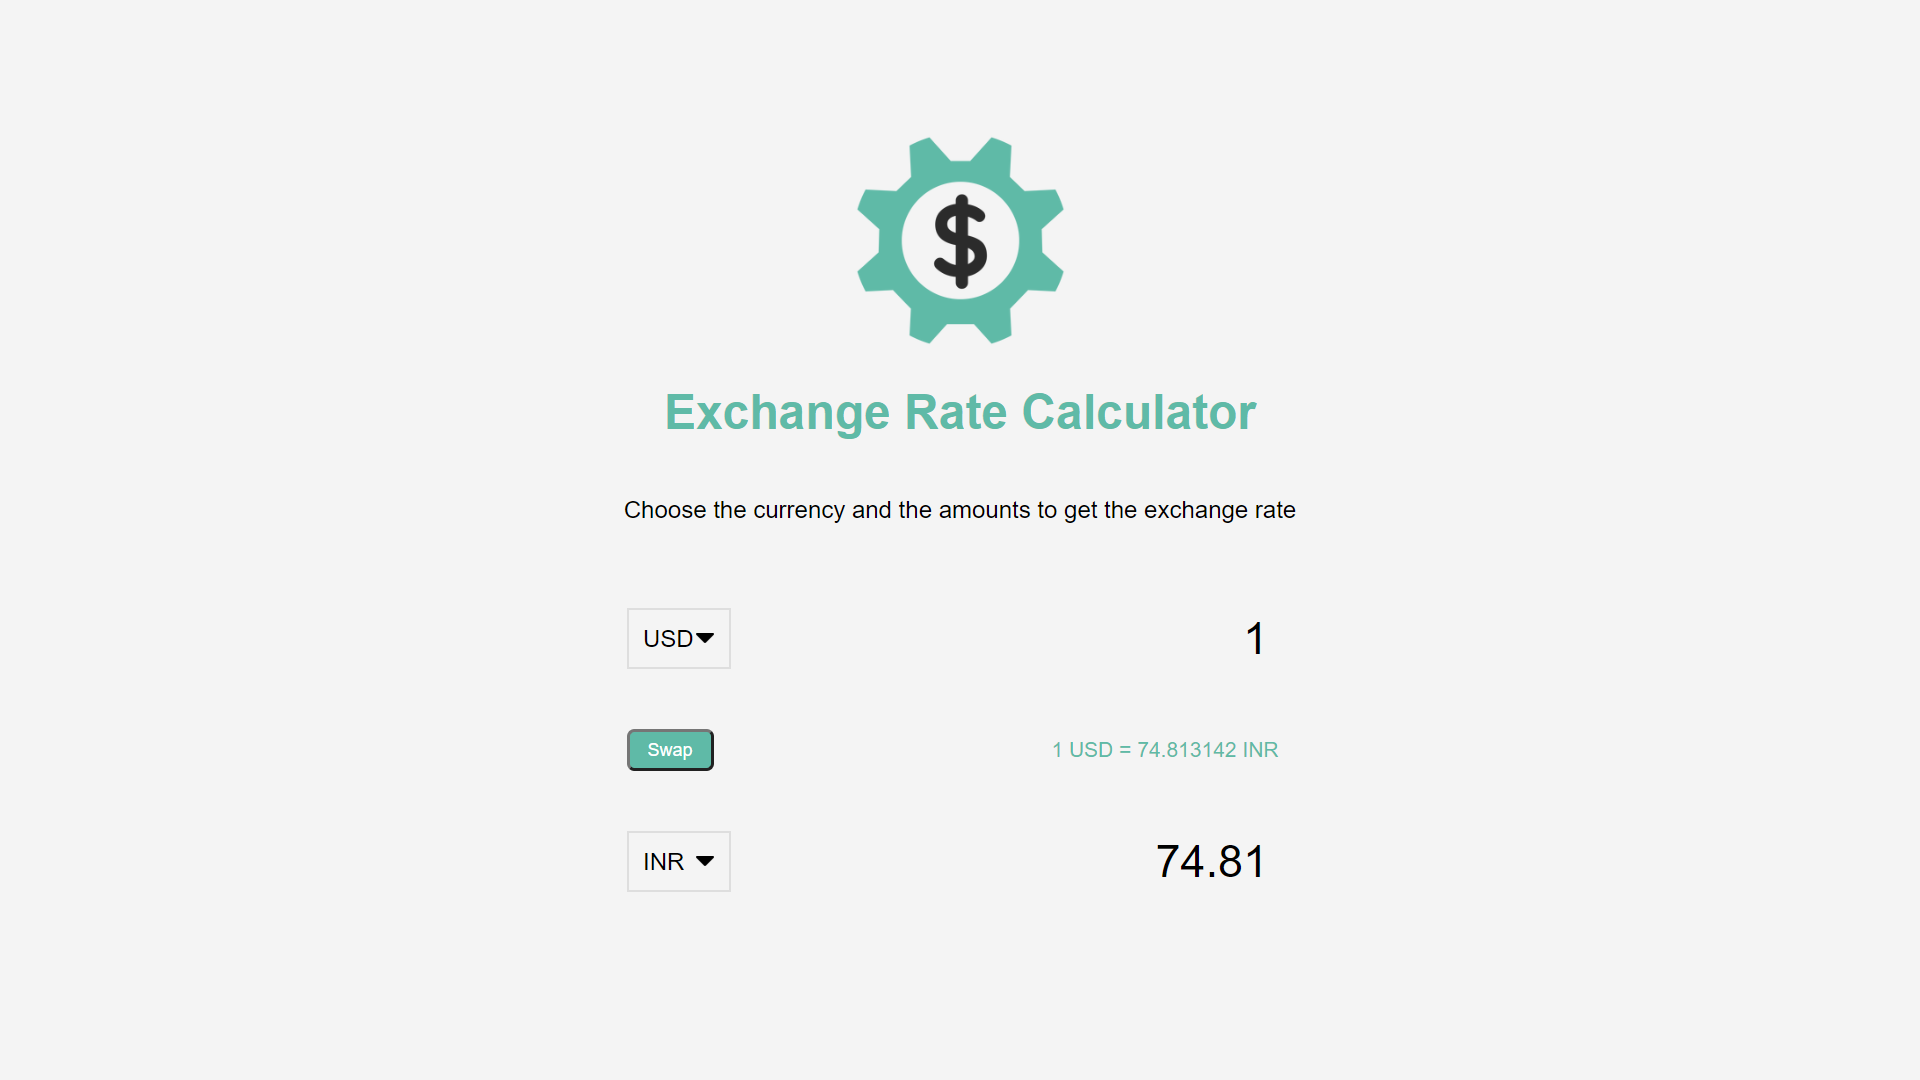 $
Exchange Rate Calculator
Choose the currency and the amounts to get the exchange rate
USD 1
Swap 1 USD = 74.813142 INR
INR 74.81